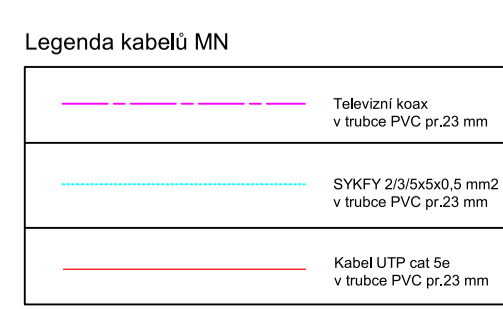 Legenda kabelů MN
Televizní koax
v trubce PVC pr.23 mm
SYKFY 2/3/5x5x0,5 mm2
v trubce PVC pr.23 mm
Kabel UTP cat 5e
v trubce PVC pr.23 mm